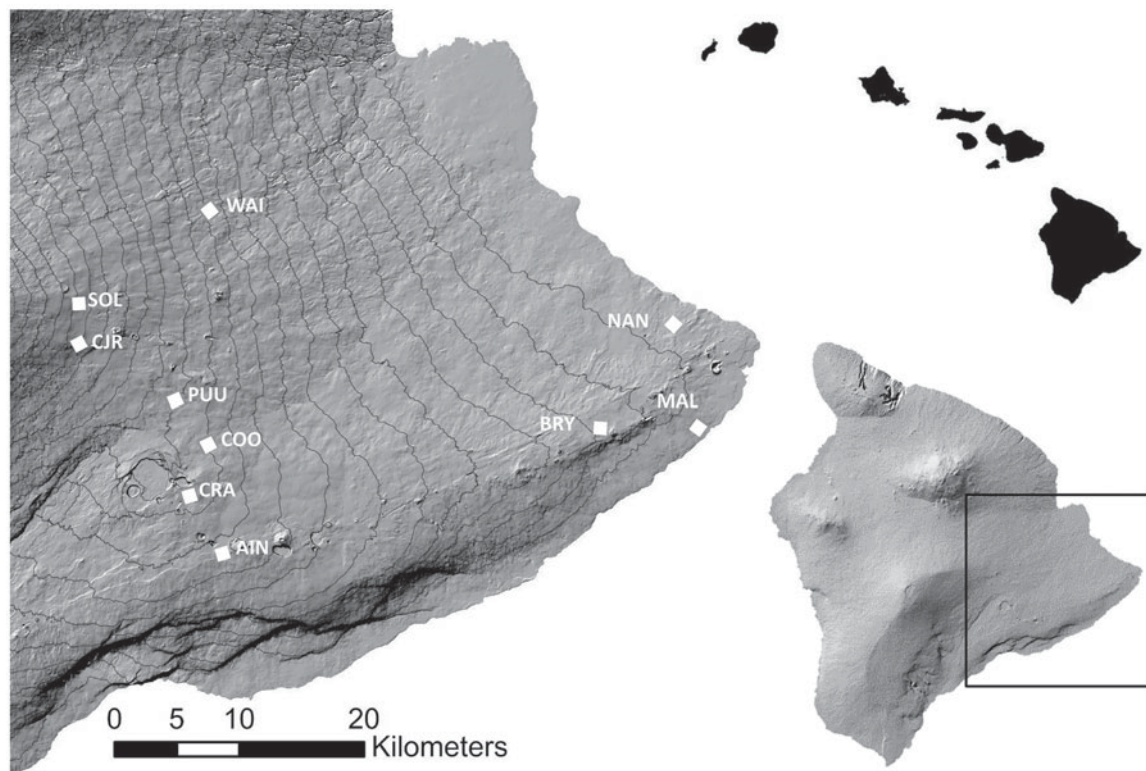 WAI
SOL
NAN
CJR
PUU
MAL
BRY
COO
CRA
AIN
0 5 10 20
Kilometers